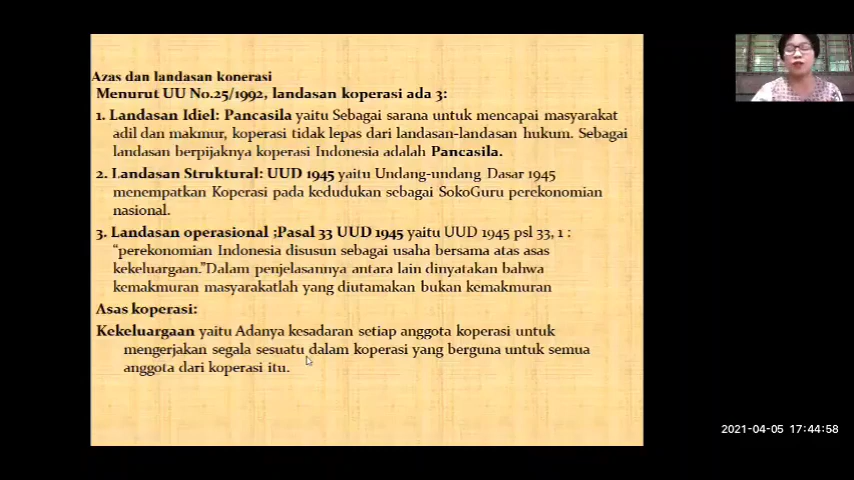 Azas dan landasan koperasi
Menurut UU No.25/1992, landasan koperasi ada 3:
1. Landasan Idiel: Pancasila yaitu Sebagai sarana untuk mencapai masyarakat
adil dan makmur, koperasi tidak lepas dari landasan-landasan hukum. Sebagai
landasan berpijaknya koperasi Indonesia adalah Pancasila.
2. Landasan Struktural: UUD 1945 yaitu Undang-undang Dasar 1945
menempatkan Koperasi pada kedudukan sebagai SokoGuru perekonomian
nasional.
3. Landasan operasional ;Pasal 33 UUD 1945 yaitu UUD 1945 psl 33, 1 :
“perekonomian Indonesia disusun sebagai usaha bersama atas asas
kekeluargaan.”Dalam penjelasannya antara lain dinyatakan bahwa
kemakmuran masyarakatlah yang diutamakan bukan kemakmuran
Asas koperasi:
Kekeluargaan yaitu Adanya kesadaran setiap anggota koperasi untuk
mengerjakan segala sesuatu dalam koperasi yang berguna untuk semua
anggota dari koperasi itu.
2021-04-05 17:44:58